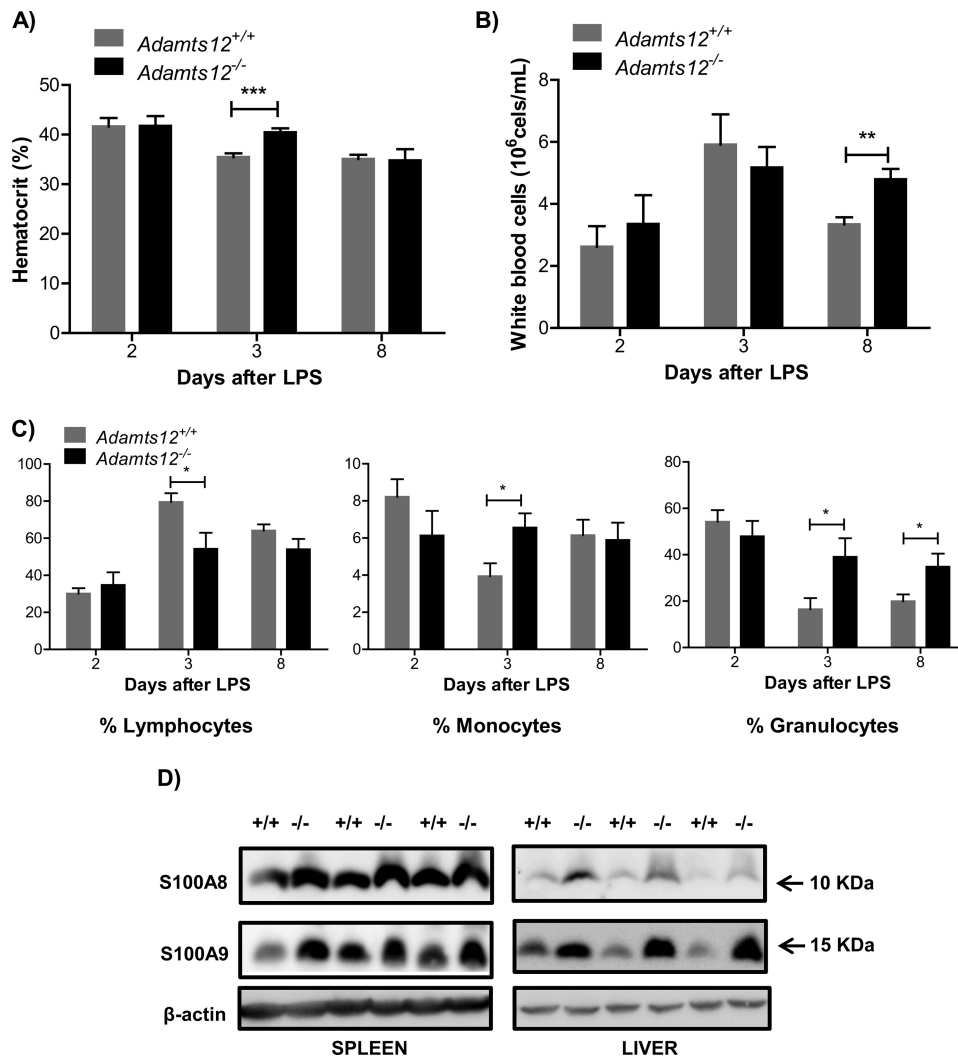 A)
Adamts12+/+
Adamts12-/-
Hematocrit (%)
50
40
30
20
10
0
***
2 3 8
Days after LPS
B)
Adamts12+/+
Adamts12-/-
White blood cells (10^6cels/mL)
8
6
4
2
0
**
2 3 8
Days after LPS
C)
Adamts12+/+
Adamts12-/-
100
80
60
40
20
0
*
2 3 8
Days after LPS
% Lymphocytes
8
6
4
2
0
*
2 3 8
Days after LPS
% Monocytes
80
60
40
20
0
*
*
2 3 8
Days after LPS
% Granulocytes
D)
+/+ -/- +/+ -/- +/+ -/-
+/+ -/- +/+ -/- +/+ -/-
S100A8
← 10 KDa
S100A9
← 15 KDa
β-actin
SPLEEN
LIVER